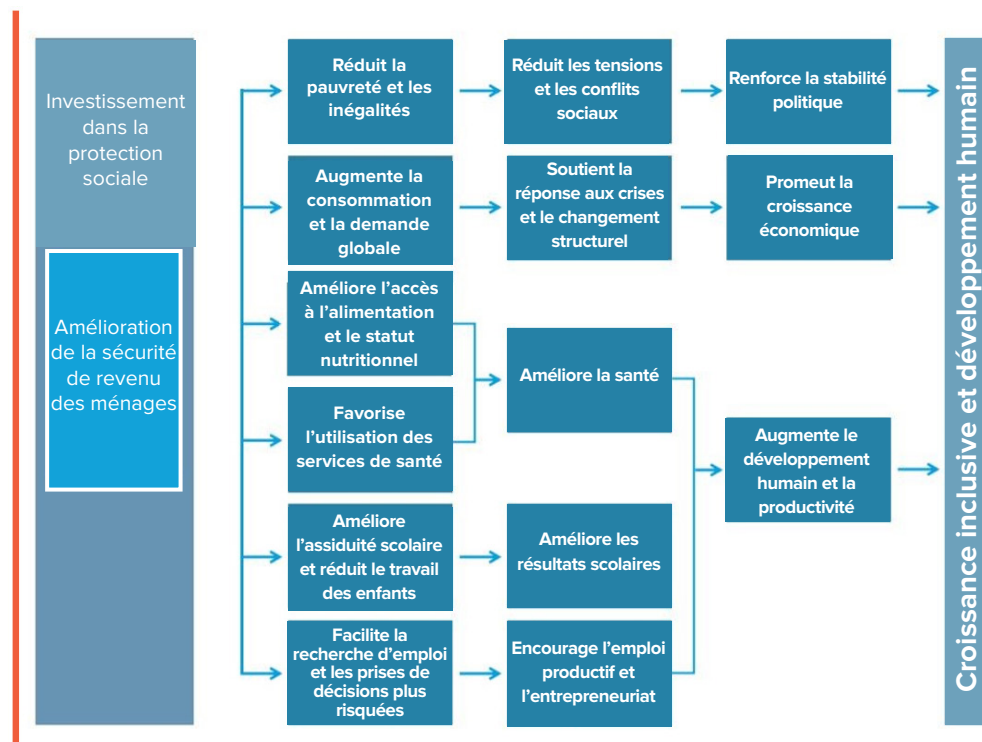 Investissement
dans la
protection
sociale
Amélioration
de la sécurité
de revenu
des ménages
Réduit la
pauvreté et les
inégalités
Réduit les tensions
et les conflits
sociaux
Renforce la stabilité
politique
Augmente la
consommation
et la demande
globale
Soutient la
réponse aux crises
et le changement
structurel
Promeut la
croissance
économique
Améliore l’accès
à l’alimentation
et le statut
nutritionnel
Favorise
l’utilisation des
services de santé
Améliore la santé
Améliore
l’assiduité scolaire
et réduit le travail
des enfants
Améliore les
résultats scolaires
Facilite la
recherche d’emploi
et les prises de
décisions plus
risquées
Encourage l’emploi
productif et
l’entrepreneuriat
Augmente le
développement
humain et la
productivité
Croissance inclusive et développement humain